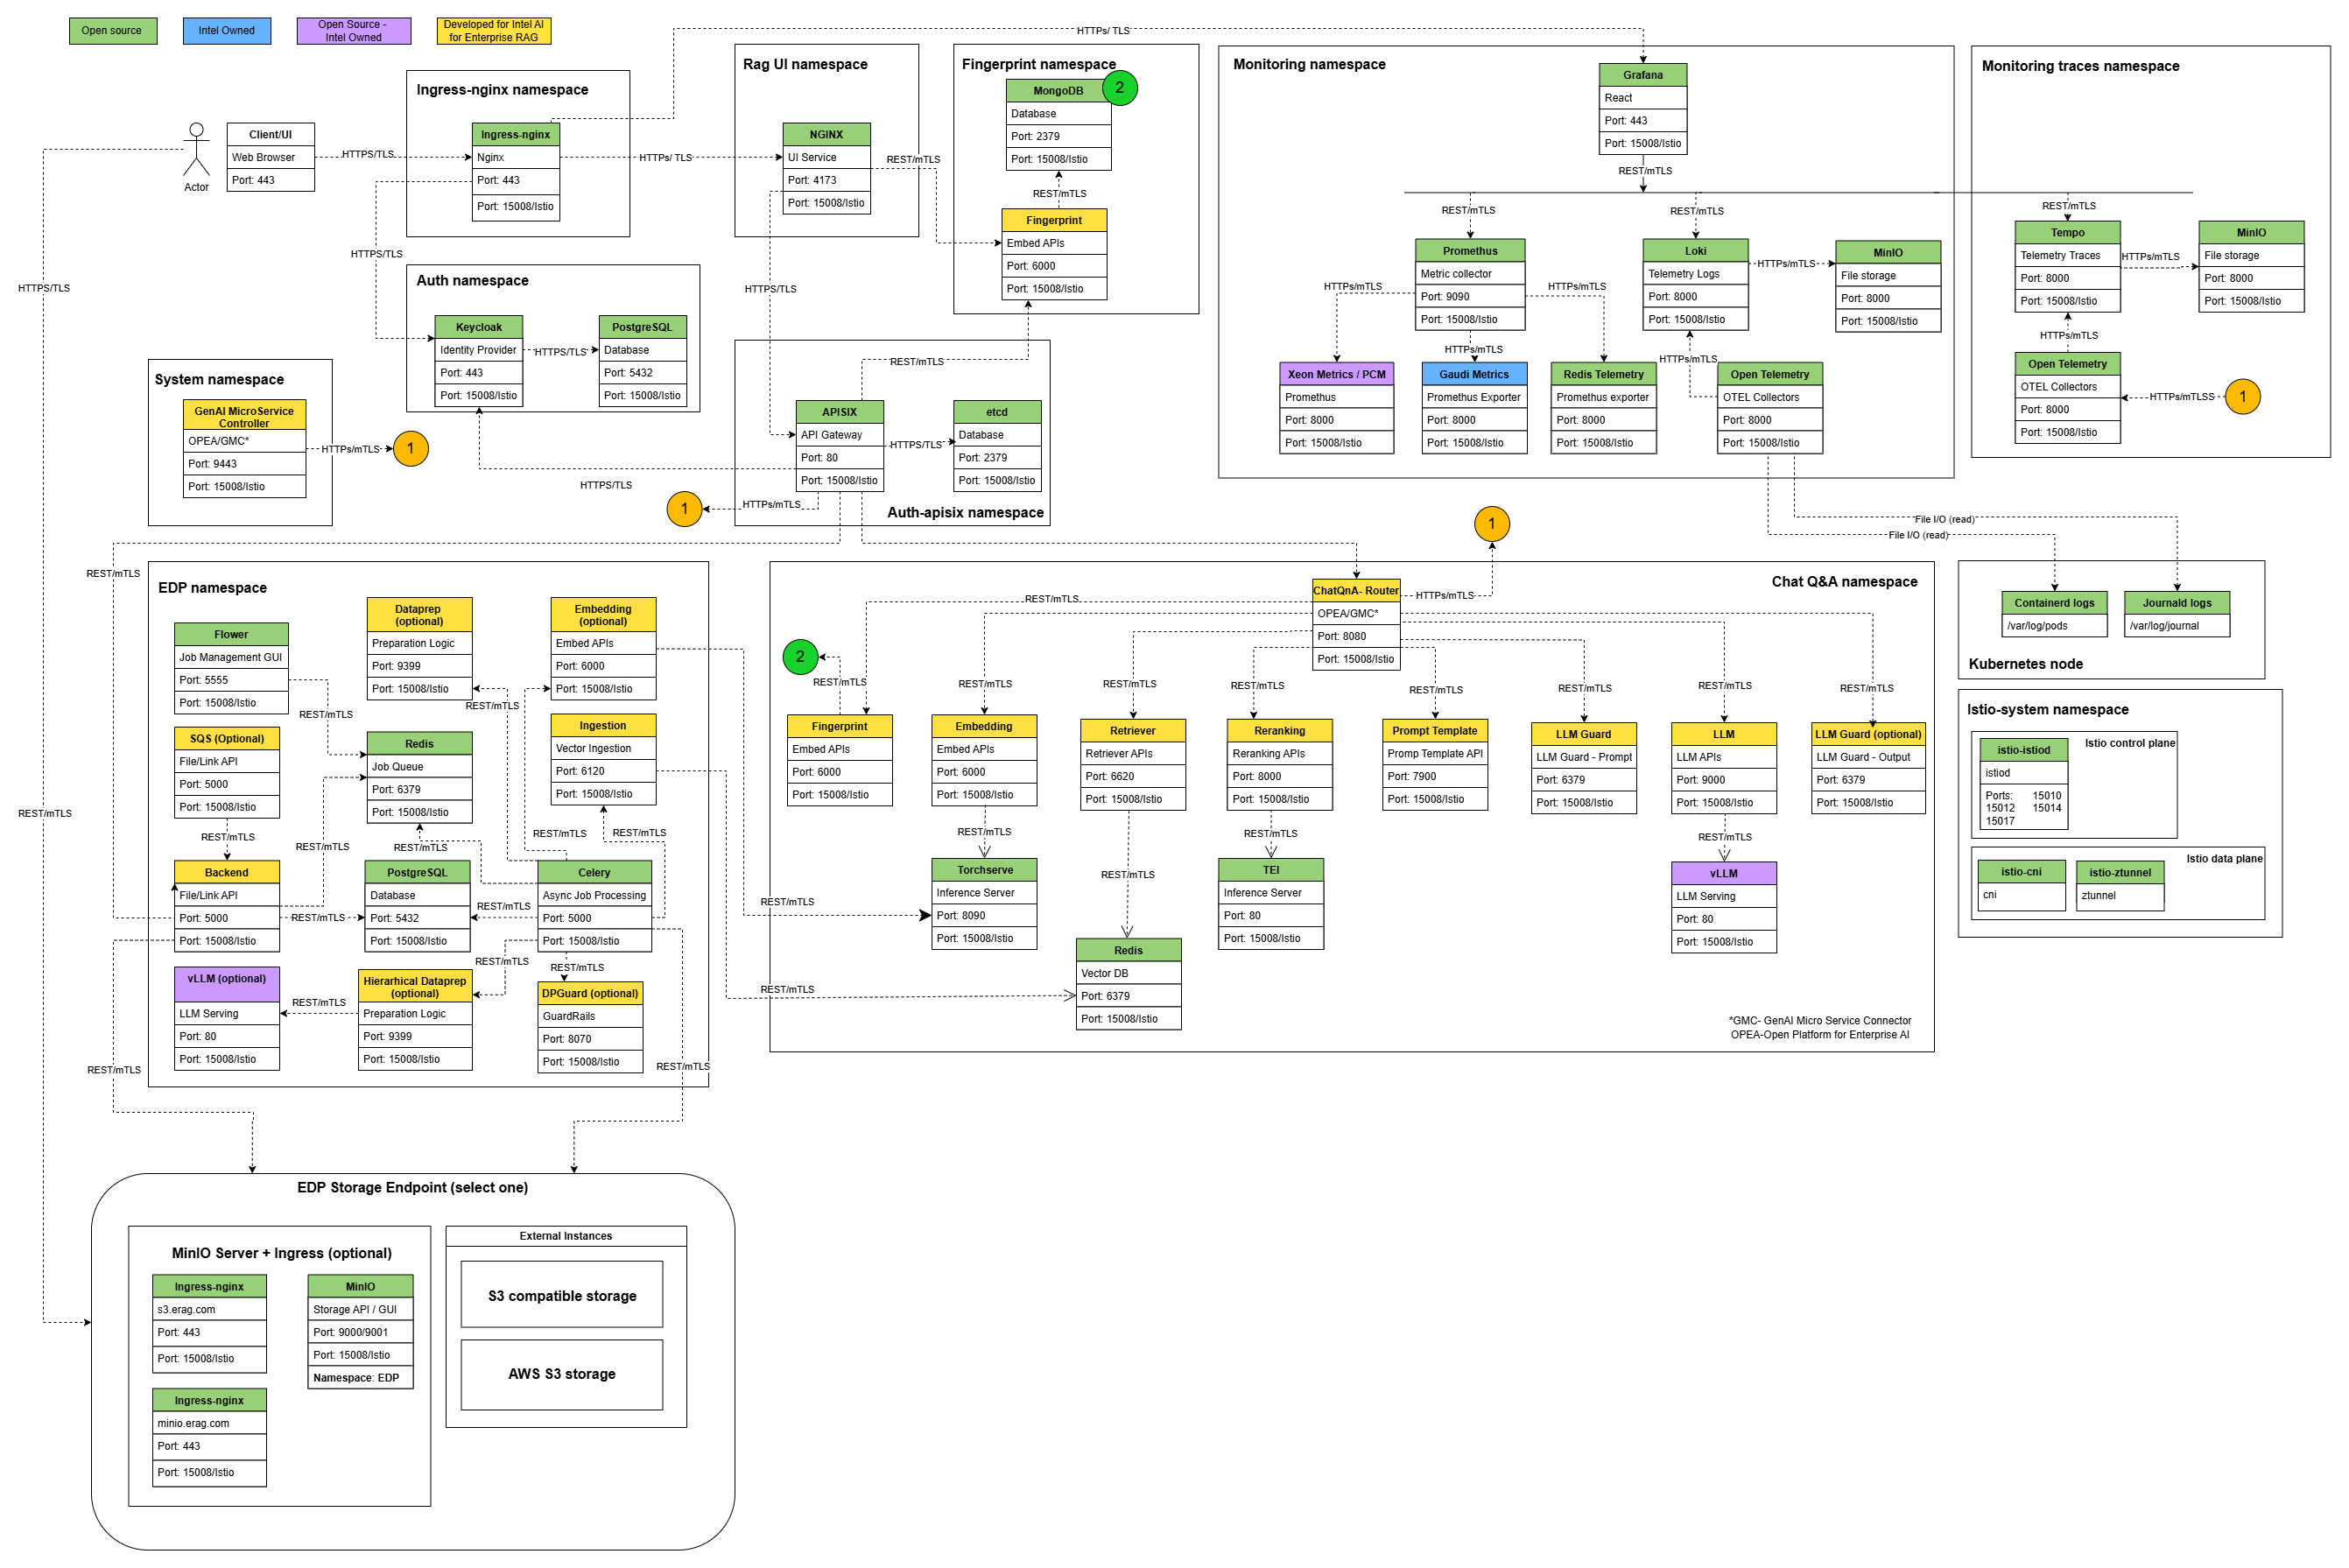 Open source
Intel Owned
Open Source -
Intel Owned
Developed for Intel AI
for Enterprise RAG
HTTPs/ TLS
Ingress-nginx namespace
Actor
Client/UI
Web Browser
Port: 443
HTTPS/TLS
Ingress-nginx
Nginx
Port: 443
Port: 15008/Istio
HTTPs/ TLS
HTTPS/TLS
HTTPS/TLS
Rag UI namespace
NGINX
UI Service
Port: 4173
Port: 15008/Istio
REST/mTLS
HTTPS/TLS
Fingerprint namespace
MongoDB
2
Database
Port: 2379
Port: 15008/Istio
REST/mTLS
Fingerprint
Embed APIs
Port: 6000
Port: 15008/Istio
Auth namespace
Keycloak
Identity Provider
Port: 443
Port: 15008/Istio
HTTPS/TLS
PostgreSQL
Database
Port: 5432
Port: 15008/Istio
System namespace
GenAI MicroService
Controller
OPEA/GMC*
Port: 9443
Port: 15008/Istio
HTTPs/mTLS
1
REST/mTLS
APISIX
API Gateway
Port: 80
Port: 15008/Istio
HTTPS/TLS
etcd
Database
2379
Port: 15008/Istio
Auth-apisix namespace
HTTPS/TLS
1
HTTPs/mTLS
Monitoring namespace
Grafana
React
Port: 443
Port: 15008/Istio
REST/mTLS
REST/mTLS
REST/mTLS
Promethus
Metric collector
Port: 9090
Port: 15008/Istio
Loki
Telemetry Logs
Port: 8000
Port: 15008/Istio
HTTPs/mTLS
MinIO
File storage
Port: 8000
Port: 15008/Istio
HTTPs/mTLS
HTTPs/mTLS
HTTPs/mTLS
HTTPs/mTLS
Xeon Metrics / PCM
Promethus
Port: 8000
Port: 15008/Istio
Gaudi Metrics
Promethus Exporter
Port: 8000
Port: 15008/Istio
Redis Telemetry
Promethus exporter
Port: 8000
Port: 15008/Istio
Open Telemetry
OTEL Collectors
Port: 8000
Port: 15008/Istio
Monitoring traces namespace
REST/mTLS
Tempo
Telemetry Traces
Port: 8000
Port: 15008/Istio
HTTPs/mTLS
MinIO
File storage
Port: 8000
Port: 15008/Istio
HTTPs/mTLS
Open Telemetry
OTEL Collectors
Port: 8000
Port: 15008/Istio
HTTPs/mTLSS
1
File I/O (read)
File I/O (read)
Containerd logs
/var/log/pods
Journald logs
/var/log/journal
Kubernetes node
Istio-system namespace
istio-istiod
istiod
Ports: 15010
15012 15014
15017
Istio control plane
Istio data plane
istio-cni
cni
istio-ztunnel
ztunnel
REST/mTLS
EDP namespace
Flower
Job Management GUI
Port: 5555
Port: 15008/Istio
Dataprep
(optional)
Preparation Logic
Port: 9399
Port: 15008/Istio
Embedding
(optional)
Embed APIs
Port: 6000
Port: 15008/Istio
REST/mTLS
REST/mTLS
SQS (Optional)
File/Link API
Port: 5000
Port: 15008/Istio
Redis
Job Queue
Port: 6379
Port: 15008/Istio
Ingestion
Vector Ingestion
Port: 6120
Port: 15008/Istio
REST/mTLS
REST/mTLS
REST/mTLS
REST/mTLS
REST/mTLS
REST/mTLS
Backend
File/Link API
Port: 5000
Port: 15008/Istio
REST/mTLS
PostgreSQL
Database
Port: 5432
Port: 15008/Istio
REST/mTLS
Celery
Async Job Processing
Port: 5000
Port: 15008/Istio
REST/mTLS
REST/mTLS
vLLM (optional)
LLM Serving
Port: 80
Port: 15008/Istio
REST/mTLS
Hierarhical Dataprep
(optional)
Preparation Logic
Port: 9399
Port: 15008/Istio
DPGuard (optional)
GuardRails
Port: 8070
Port: 15008/Istio
REST/mTLS
REST/mTLS
REST/mTLS
REST/mTLS
1
Chat Q&A namespace
ChatQnA- Router
OPEA/GMC*
Port: 8080
Port: 15008/Istio
HTTPs/mTLS
REST/mTLS
2
REST/mTLS
REST/mTLS
REST/mTLS
REST/mTLS
REST/mTLS
REST/mTLS
REST/mTLS
Fingerprint
Embed APIs
Port: 6000
Port: 15008/Istio
Embedding
Embed APIs
Port: 6000
Port: 15008/Istio
Retriever
Retriever APIs
Port: 6620
Port: 15008/Istio
Reranking
Reranking APIs
Port: 8000
Port: 15008/Istio
Prompt Template
Promp Template API
Port: 7900
Port: 15008/Istio
LLM Guard
LLM Guard - Prompt
Port: 6379
Port: 15008/Istio
LLM
LLM APIs
Port: 9000
Port: 15008/Istio
LLM Guard (optional)
LLM Guard - Output
Port: 6379
Port: 15008/Istio
REST/mTLS
REST/mTLS
REST/mTLS
REST/mTLS
Torchserve
Inference Server
Port: 8090
Port: 15008/Istio
TEI
Inference Server
Port: 80
Port: 15008/Istio
vLLM
LLM Serving
Port: 80
Port: 15008/Istio
REST/mTLS
Redis
Vector DB
Port: 6379
Port: 15008/Istio
*GMC- GenAI Micro Service Connector
OPEA-Open Platform for Enterprise AI
EDP Storage Endpoint (select one)
MinIO Server + Ingress (optional)
Ingress-nginx
s3.erag.com
Port: 443
Port: 15008/Istio
MinIO
Storage API / GUI
Port: 9000/9001
Port: 15008/Istio
Namespace: EDP
Ingress-nginx
minio.erag.com
Port: 443
Port: 15008/Istio
External Instances
S3 compatible storage
AWS S3 storage